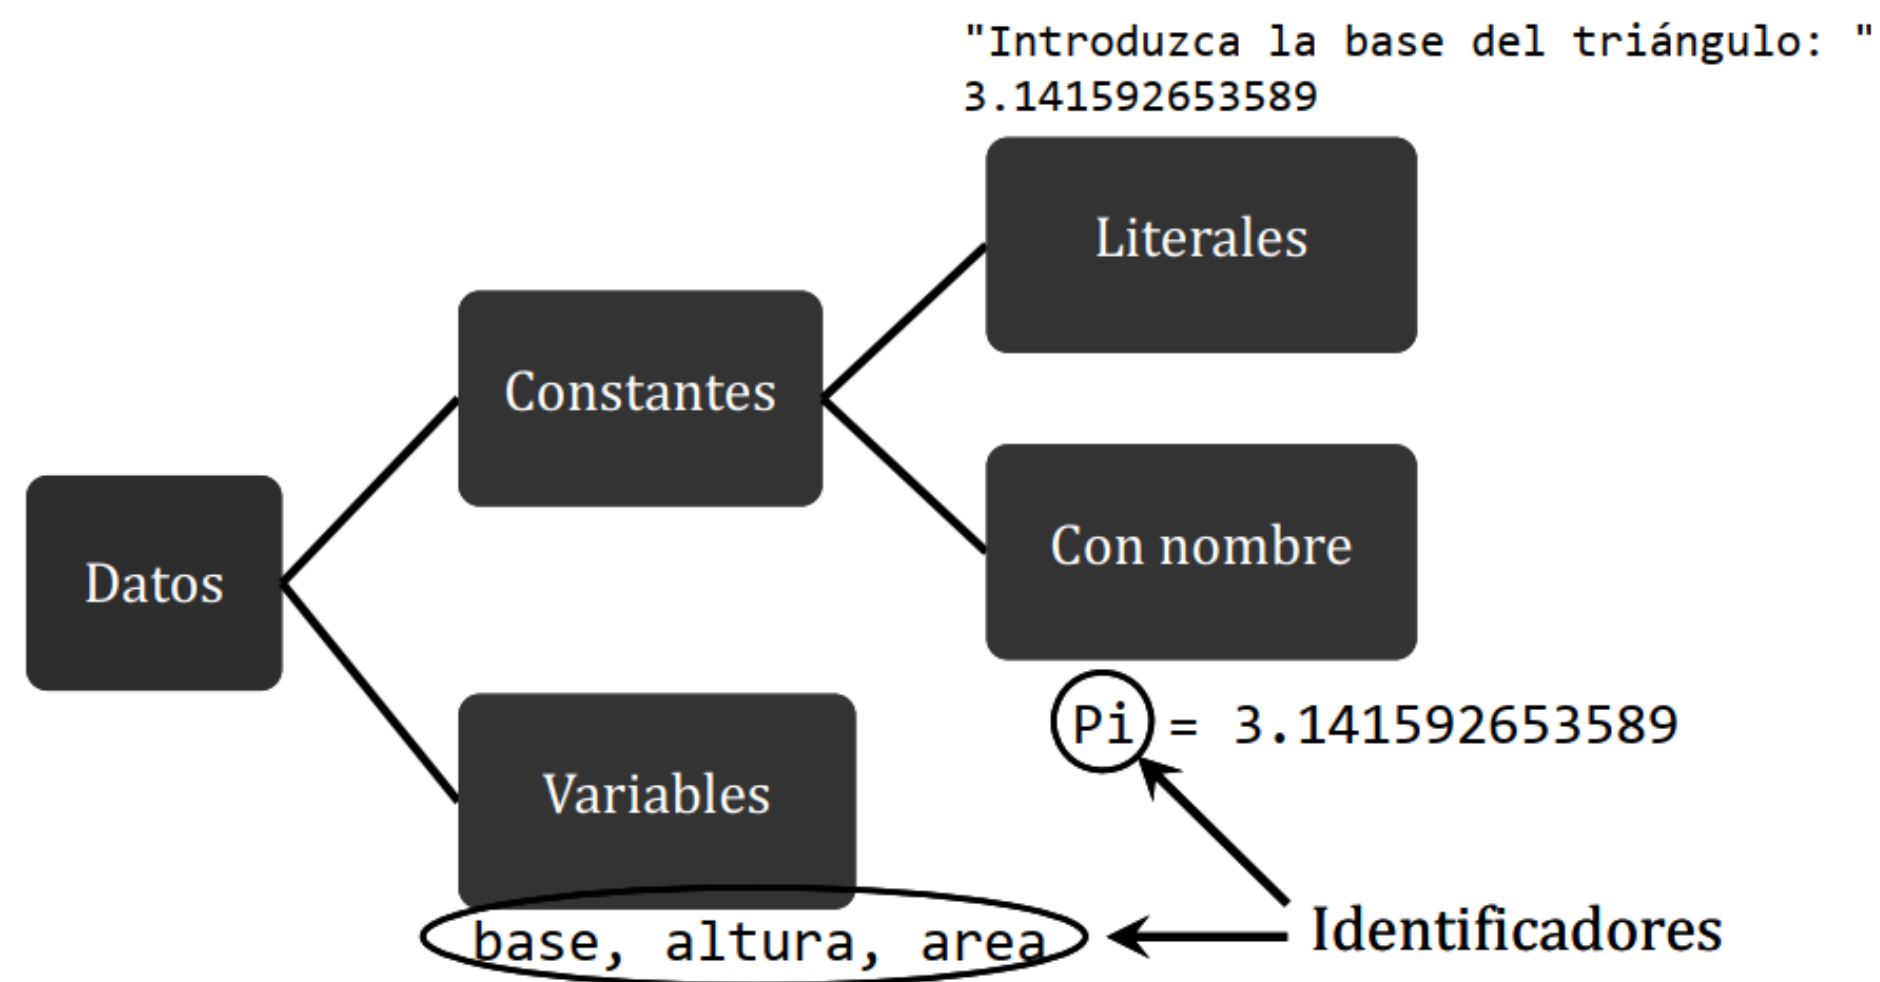 "Introduzca la base del triángulo: "
3.141592653589
Literales
Constantes
Con nombre
Datos
Pi = 3.141592653589
Variables
base, altura, area
Identificadores